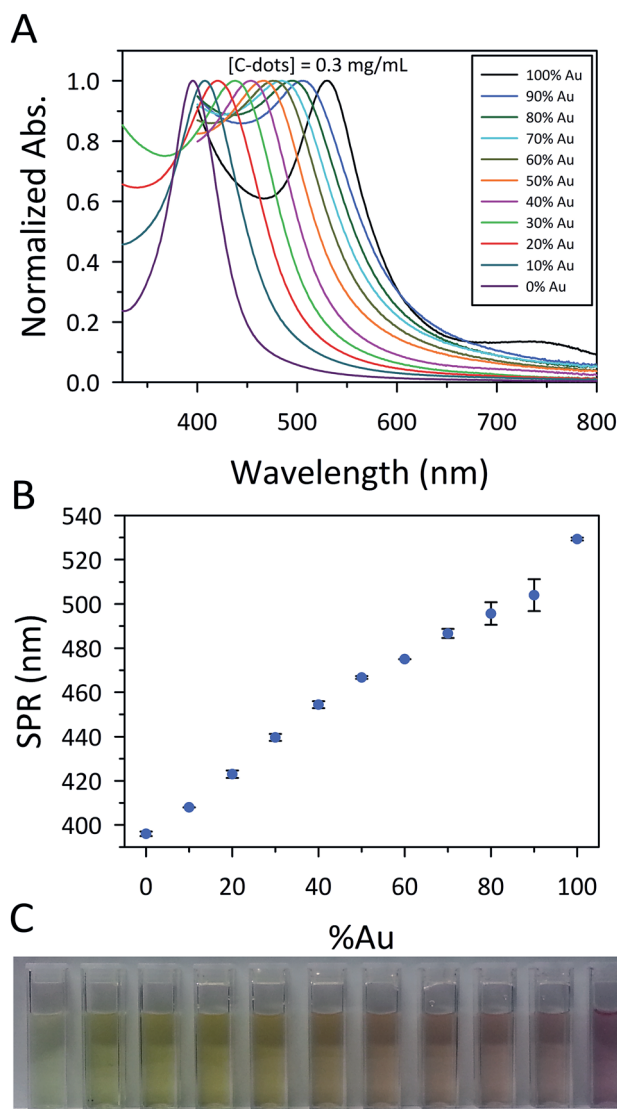 A
[C-dots] = 0.3 mg/mL
1.0
0.8
0.6
0.4
0.2
0.0
Normalized Abs.
100% Au
90% Au
80% Au
70% Au
60% Au
50% Au
40% Au
30% Au
20% Au
10% Au
0% Au
400 500 600 700 800
Wavelength (nm)
B
540
520
500
480
460
440
420
400
SPR (nm)
0 20 40 60 80 100
%Au
C